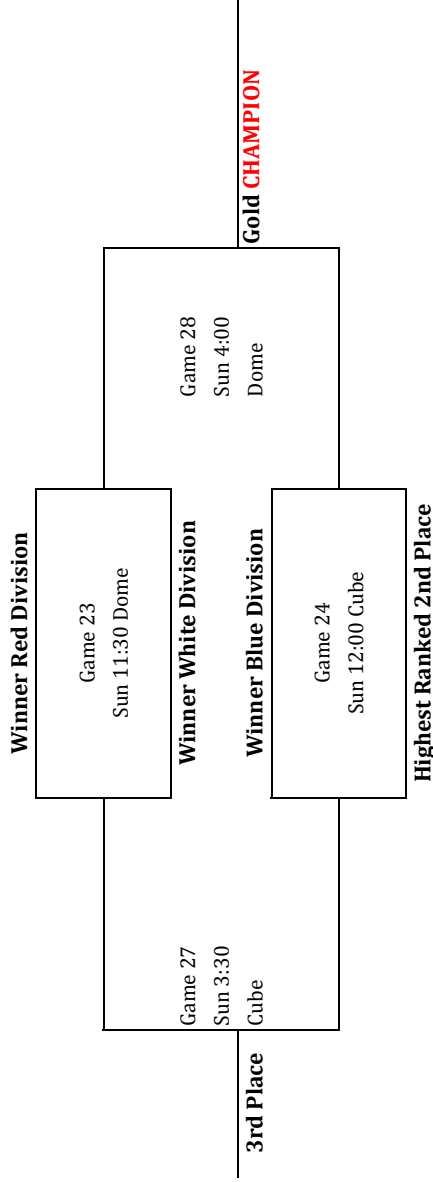 Winner Red Division
Game 23
Sun 11:30 Dome
Winner White Division
Game 27
Sun 3:30
Cube
3rd Place
Game 28
Sun 4:00
Dome
Gold CHAMPION
Winner Blue Division
Game 24
Sun 12:00 Cube
Highest Ranked 2nd Place